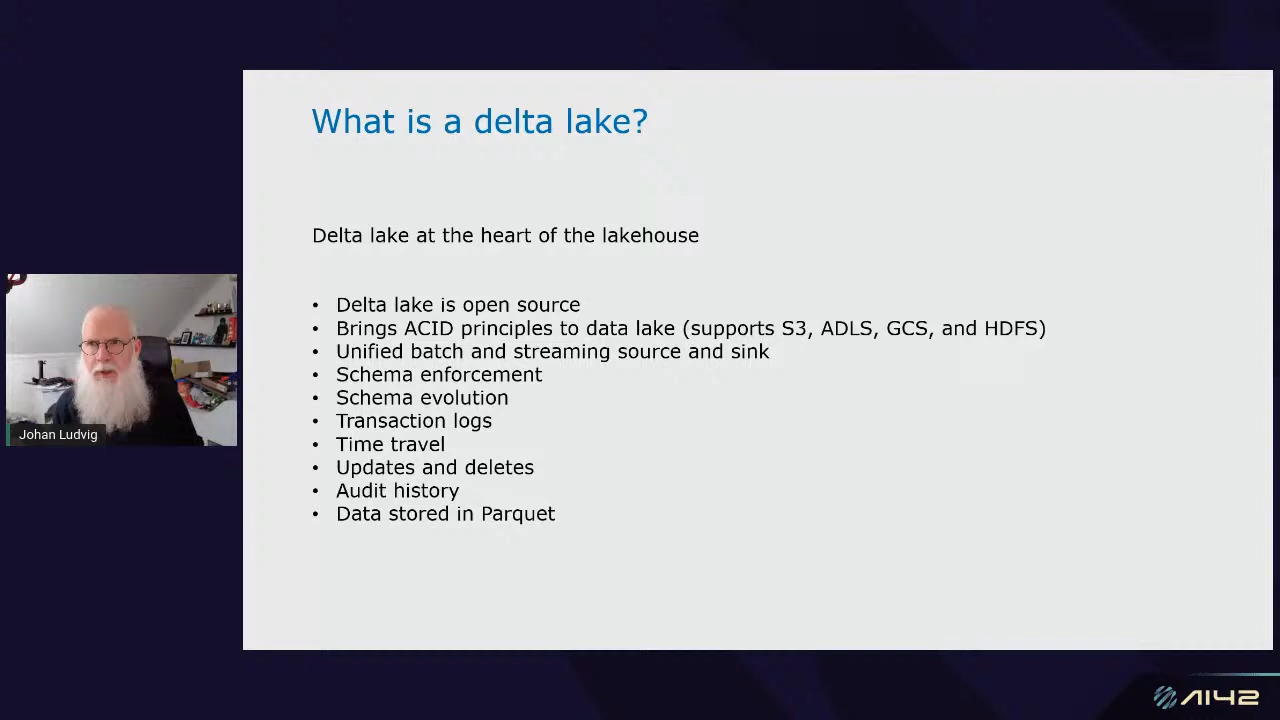 What is a delta lake?
Delta lake at the heart of the lakehouse
• Delta lake is open source
• Brings ACID principles to data lake (supports S3, ADLS, GCS, and HDFS)
• Unified batch and streaming source and sink
• Schema enforcement
• Schema evolution
• Transaction logs
• Time travel
• Updates and deletes
• Audit history
• Data stored in Parquet
Johan Ludvig
AI42